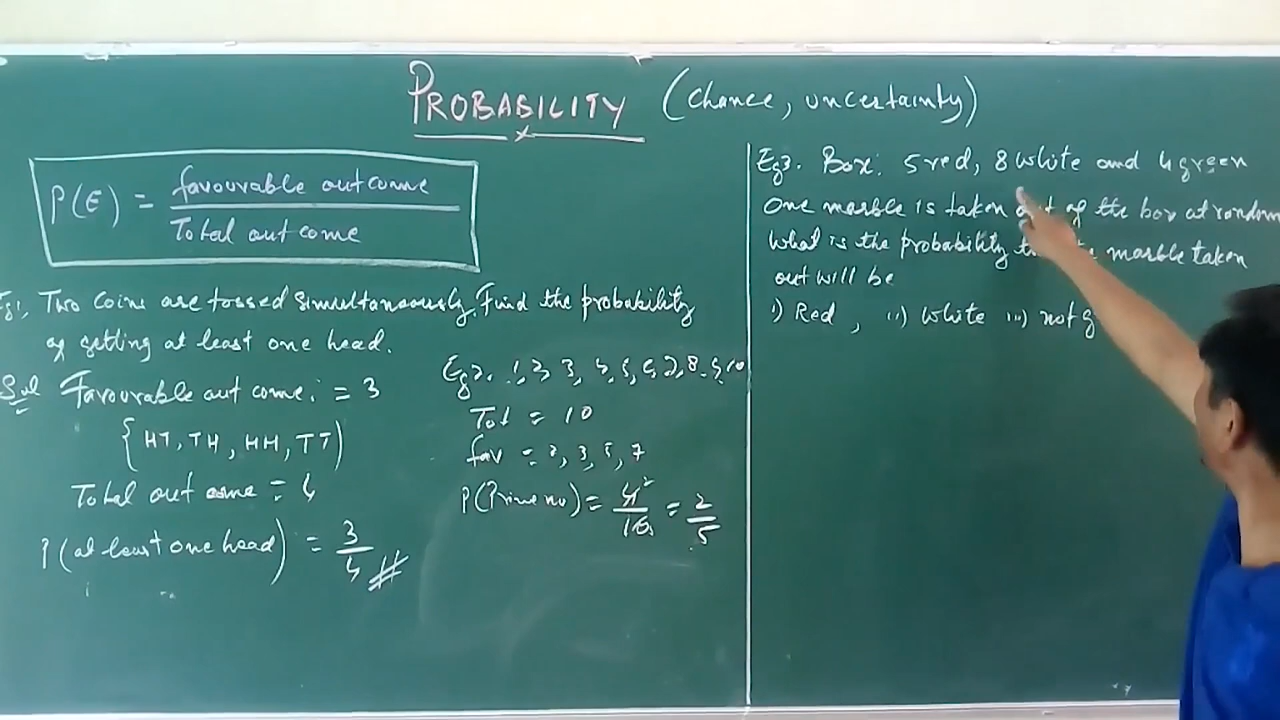 PROBABILITY (Chance, uncertainty)
P(E) = favourable outcome / Total outcome
Eg1. Two coins are tossed simultaneously. Find the probability
of getting at least one head.
Sol Favourable out come: = 3
{HT, TH, HH, TT}
Total out come = 4
P(at least one head) = 3/4
Eg2. 1, 2, 3, 4, 5, 6, 7, 8, 9, 10
Tot = 10
fav = 2, 3, 5, 7
P(Prime no) = 4/10 = 2/5
Eg3. Box: 5 red, 8 white and 4 green
One marble is taken out of the box at random
What is the probability marble taken
out will be
i) Red, ii) White iii) not g